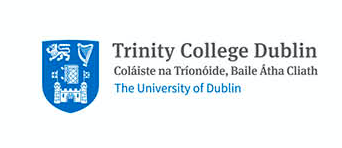 Trinity College Dublin
Coláiste na Tríonóide, Baile Átha Cliath
The University of Dublin